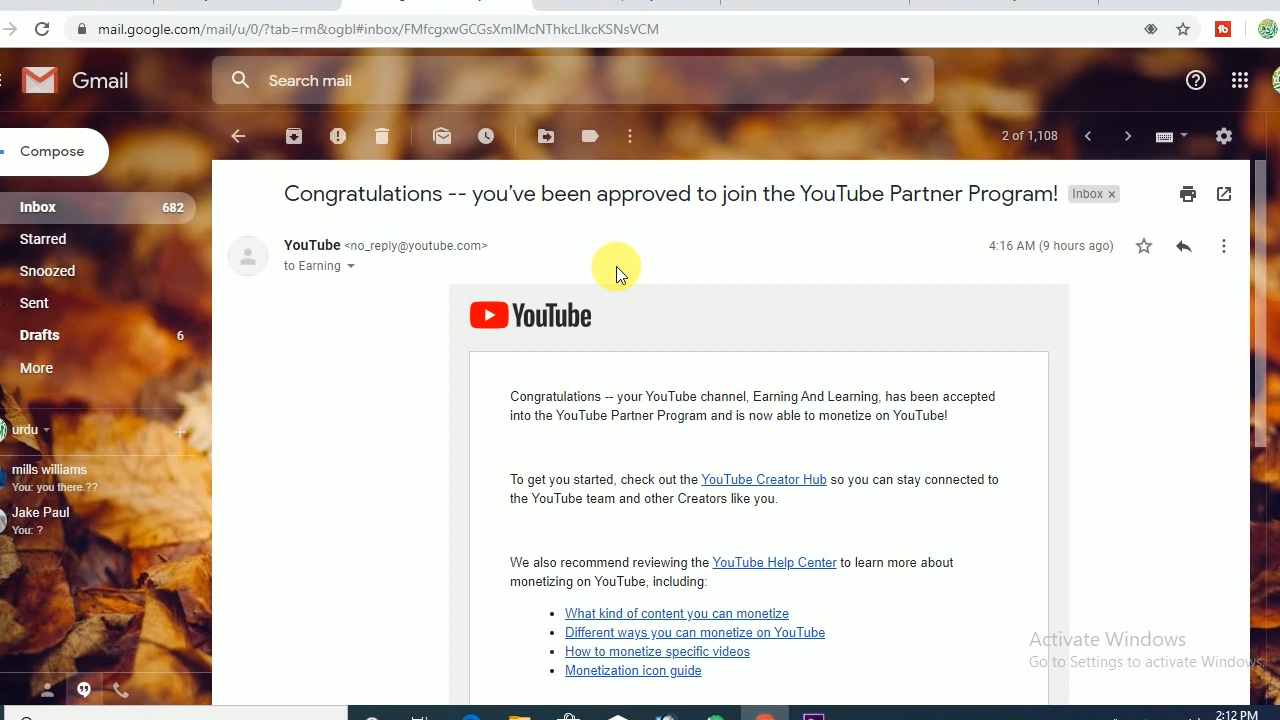 mail.google.com/mail/u/0/?tab=rm&ogbl#inbox/FMfcgxwGCGsXmlMcNThkcLlkcKSNsVCM
Gmail
Search mail
Compose
2 of 1,108
Congratulations -- you've been approved to join the YouTube Partner Program!
Inbox x
Inbox 682
Starred
Snoozed
Sent
Drafts 6
More
YouTube <no_reply@youtube.com>
4:16 AM (9 hours ago)
to Earning
YouTube
Congratulations -- your YouTube channel, Earning And Learning, has been accepted
into the YouTube Partner Program and is now able to monetize on YouTube!
To get you started, check out the YouTube Creator Hub so you can stay connected to
the YouTube team and other Creators like you.
We also recommend reviewing the YouTube Help Center to learn more about
monetizing on YouTube, including:
• What kind of content you can monetize
• Different ways you can monetize on YouTube
• How to monetize specific videos
• Monetization icon guide
urdu
mills williams
You: you there.??
Jake Paul
You: ?
Activate Windows
Go to Settings to activate Windows.
2:12 PM